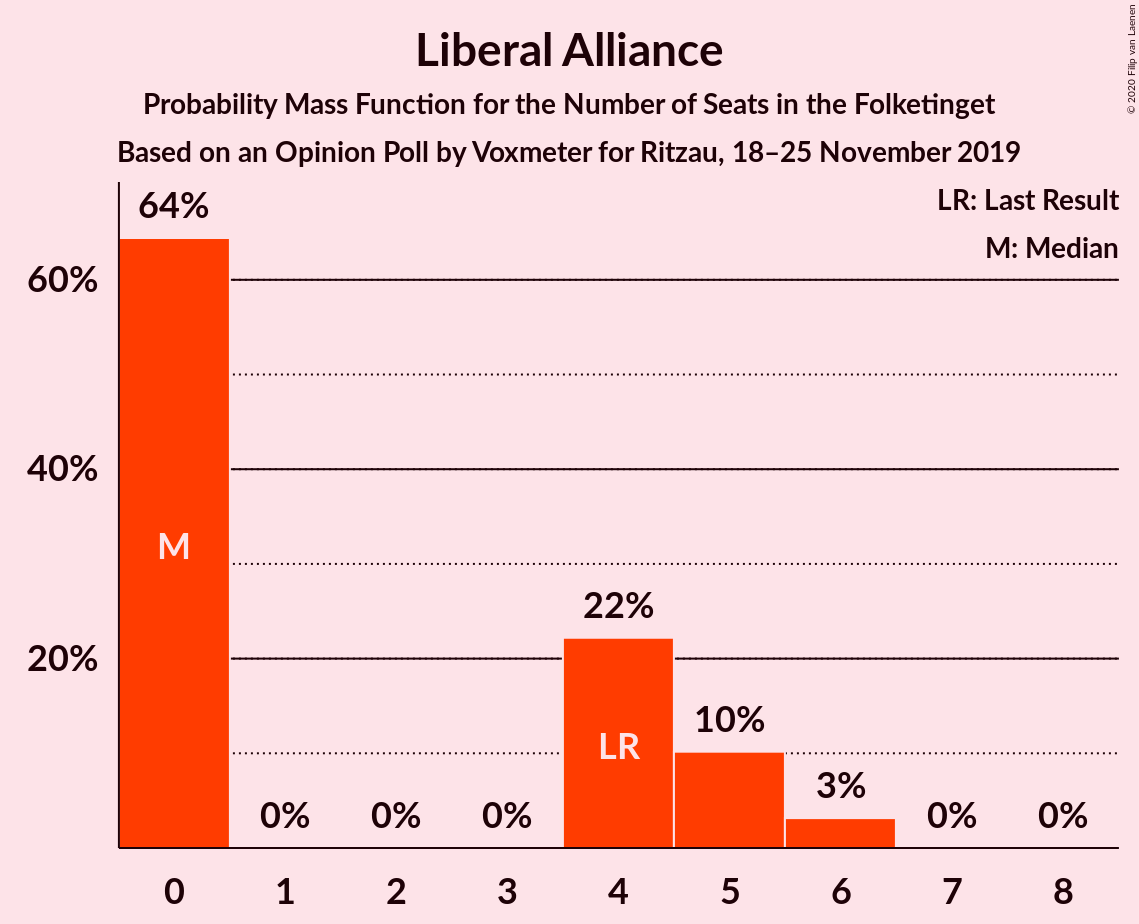 Liberal Alliance
Probability Mass Function for the Number of Seats in the Folketinget
Based on an Opinion Poll by Voxmeter for Ritzau, 18–25 November 2019
© 2020 Filip van Laenen
LR: Last Result
M: Median
64%
60%
40%
M
22%
20%
10%
LR
3%
0% 0% 0% 0% 0%
0 1 2 3 4 5 6 7 8